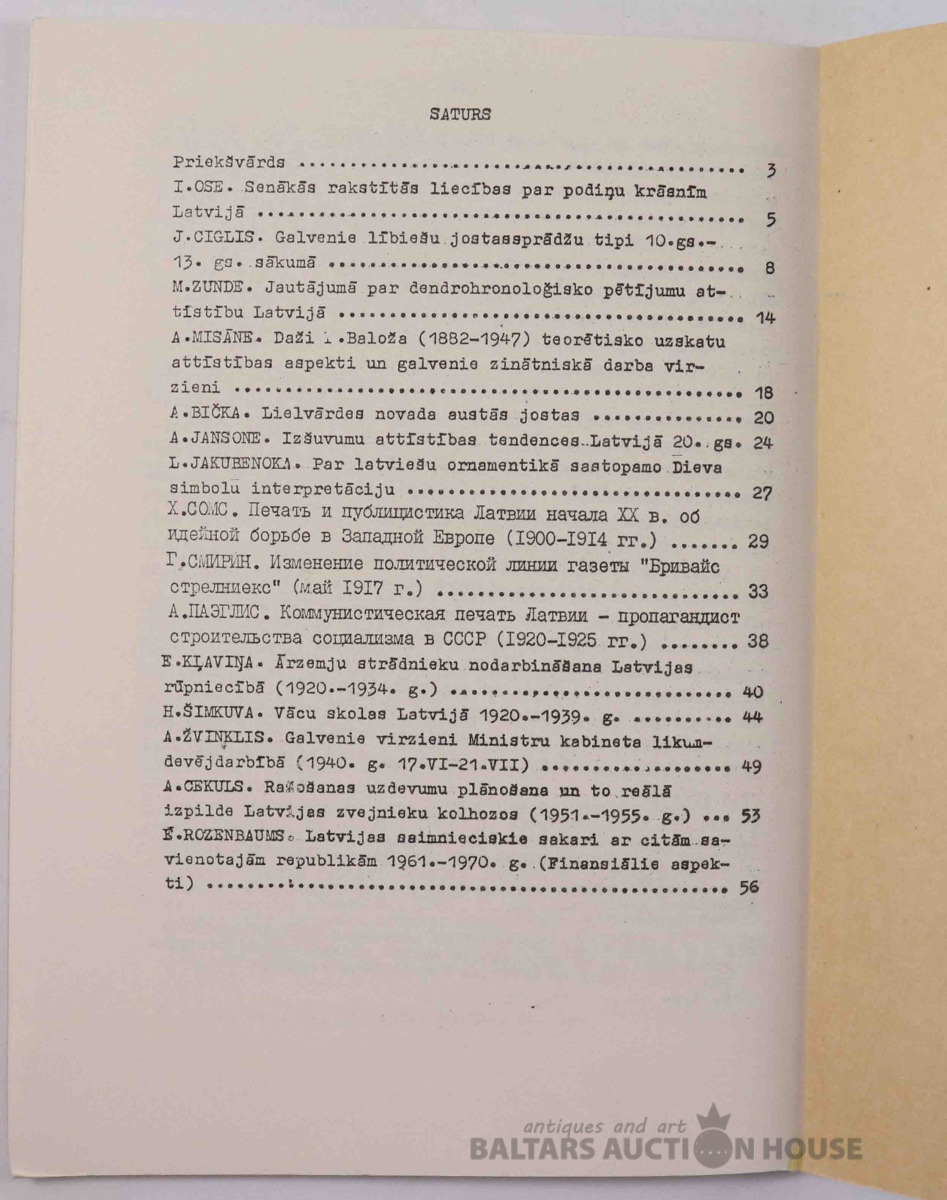 SATURS
Priekšvārds ............................................ 3
I.OSE. Senākās rakstītās liecības par podiņu krāsnīm
Latvijā ................................................ 5
J.CIGLIS. Galvenie lībiešu jostassprādžu tipi 10.gs.-
13. gs. sākumā ......................................... 8
M.ZUNDE. Jautājumā par dendrohronoloģisko pētījumu at-
tīstību Latvijā ........................................ 14
A.MISĀNE. Daži .Baloža (1882-1947) teorētisko uzskatu
attīstības aspekti un galvenie zinātniskā darba vir-
zieni .................................................. 18
A.BIČKA. Lielvārdes novada austās jostas ............... 20
A.JANSONE. Izšuvumu attīstības tendences Latvijā 20. gs. 24
L.JAKUBENOKA. Par latviešu ornamentikā sastopamo Dieva
simbolu interpretāciju ................................. 27
Х.СОМС. Печать и публицистика Латвии начала XX в. об
идейной борьбе в Западной Европе (1900-1914 гг.) ....... 29
Г.СМИРИН. Изменение политической линии газеты "Бривайс
стрелниекс" (май 1917 г.) .............................. 33
А.ПАЭГЛИС. Коммунистическая печать Латвии - пропагандист
строительства социализма в СССР (1920-1925 гг.) ........ 38
E.KĻAVIŅA. Ārzemju strādnieku nodarbināšana Latvijas
rūpniecībā (1920.-1934. g.) ............................ 40
H.ŠIMKUVA. Vācu skolas Latvijā 1920.-1939. g. .......... 44
A.ŽVINKLIS. Galvenie virzieni Ministru kabineta likum-
devējdarbībā (1940. g. 17.VI-21.VII) ................... 49
A.CEKULS. Ražošanas uzdevumu plānošana un to reālā
izpilde Latvijas zvejnieku kolhozos (1951.-1955. g.) ... 53
Ē.ROZENBAUMS. Latvijas saimnieciskie sakari ar citām sa-
vienotajām republikām 1961.-1970. g. (Finansiālie aspek-
ti) .................................................... 56
antiques and art
BALTARS AUCTION HOUSE